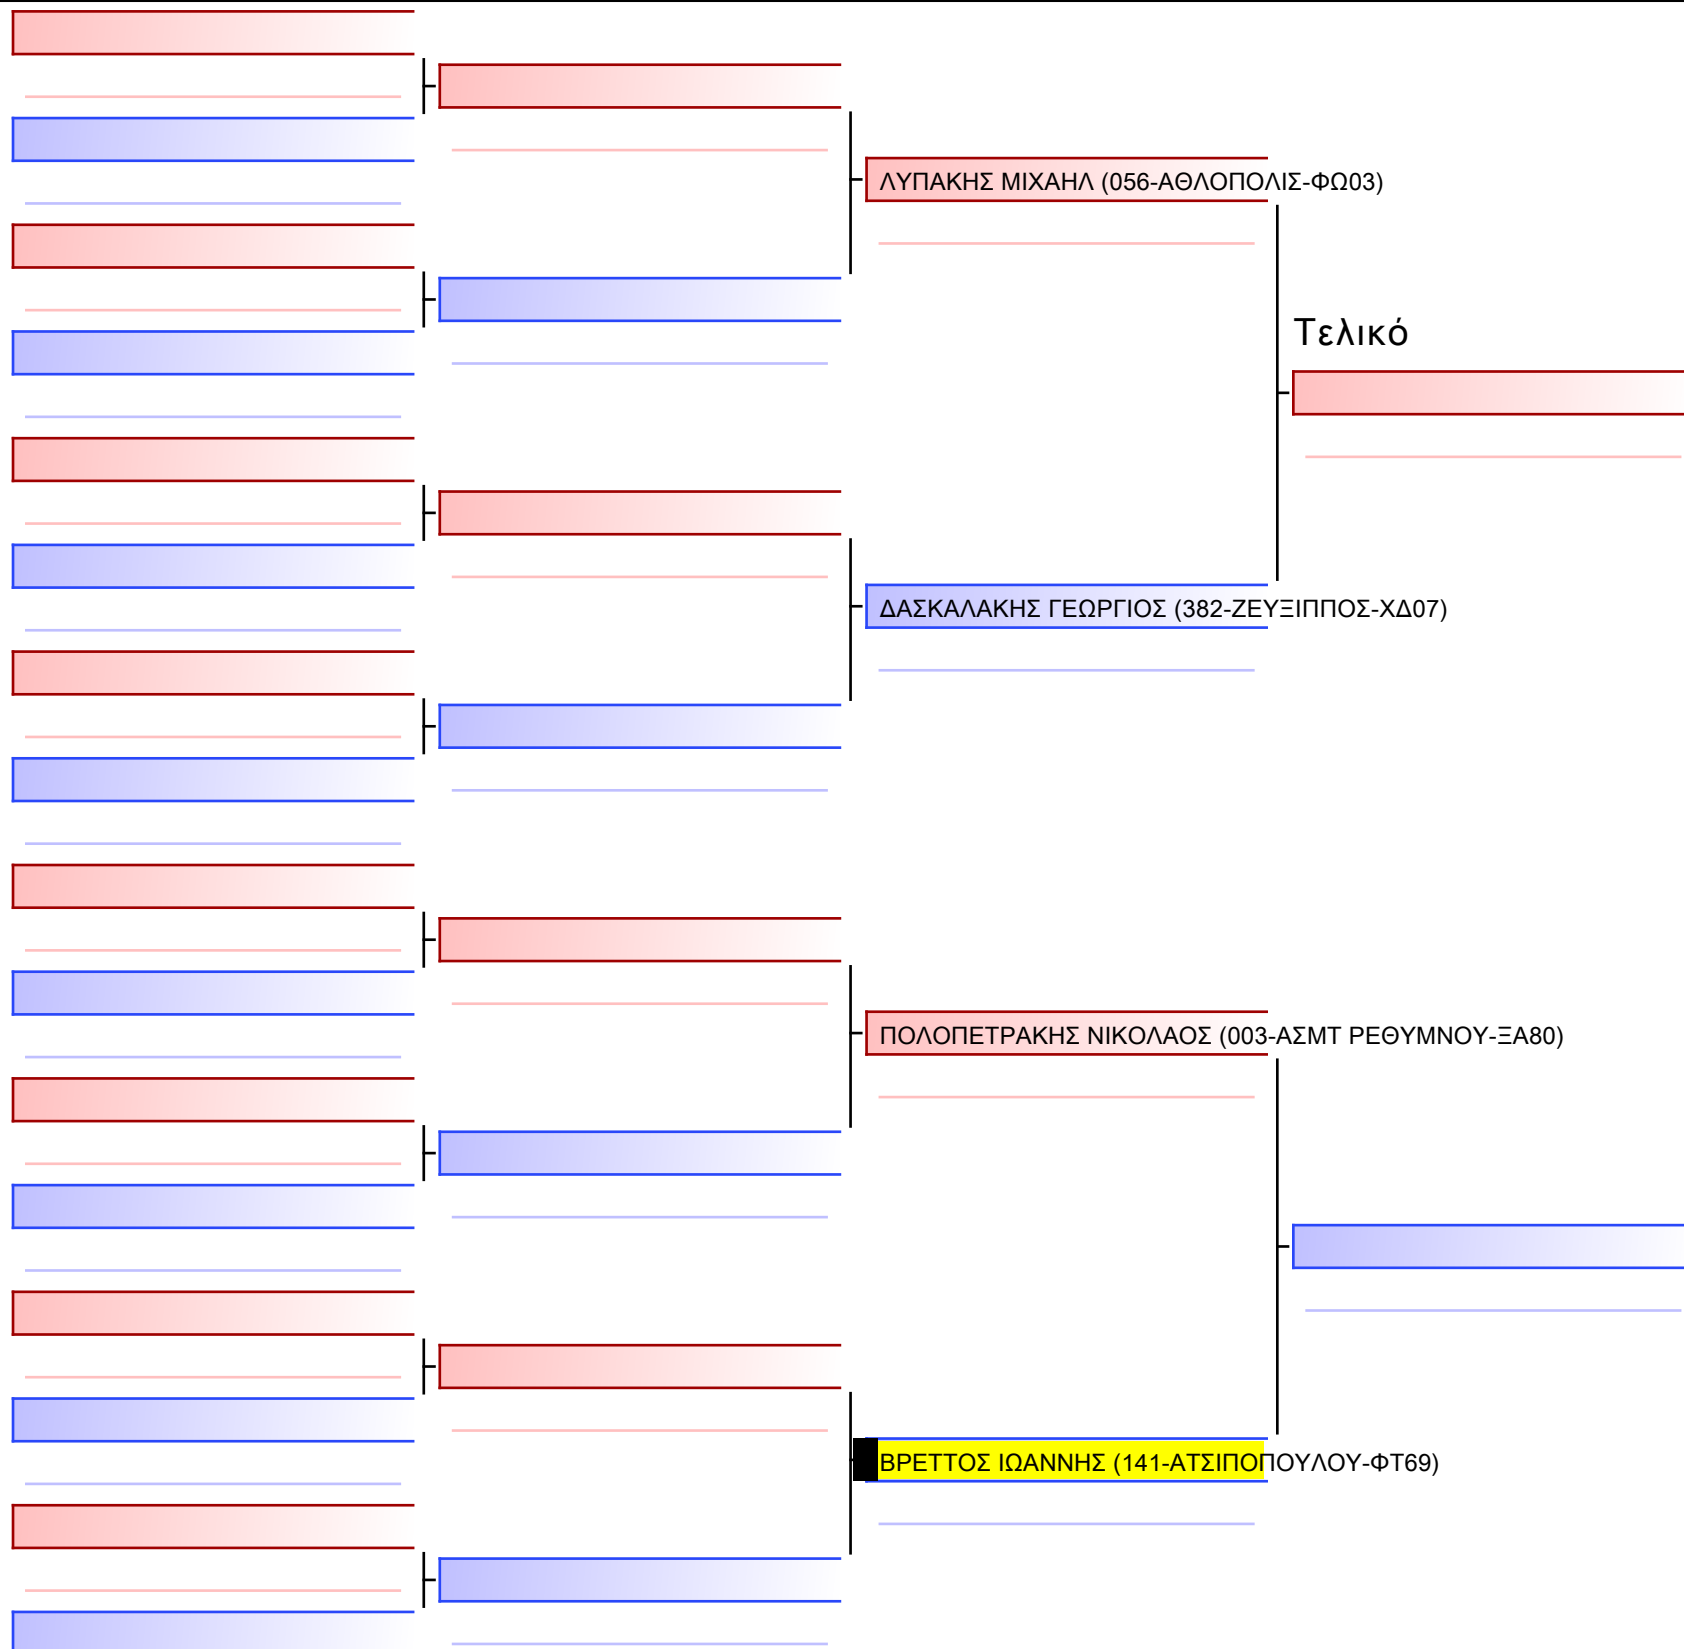 ΛΥΠΑΚΗΣ ΜΙΧΑΗΛ (056-ΑΘΛΟΠΟΛΙΣ-ΦΩ03)
Τελικό
ΔΑΣΚΑΛΑΚΗΣ ΓΕΩΡΓΙΟΣ (382-ΖΕΥΞΙΠΠΟΣ-ΧΔ07)
ΠΟΛΟΠΕΤΡΑΚΗΣ ΝΙΚΟΛΑΟΣ (003-ΑΣΜΤ ΡΕΘΥΜΝΟΥ-ΞΑ80)
ΒΡΕΤΤΟΣ ΙΩΑΝΝΗΣ (141-ΑΤΣΙΠΟΠΟΥΛΟΥ-ΦΤ69)